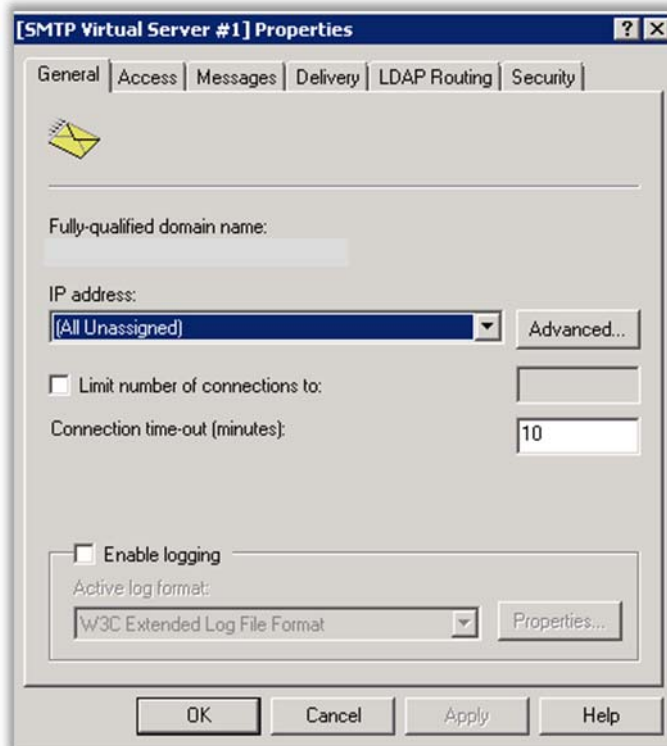 [SMTP Virtual Server #1] Properties
General Access Messages Delivery LDAP Routing Security
Fully-qualified domain name:
IP address:
(All Unassigned) Advanced...
Limit number of connections to:
Connection time-out (minutes): 10
Enable logging
Active log format:
W3C Extended Log File Format Properties...
OK Cancel Apply Help